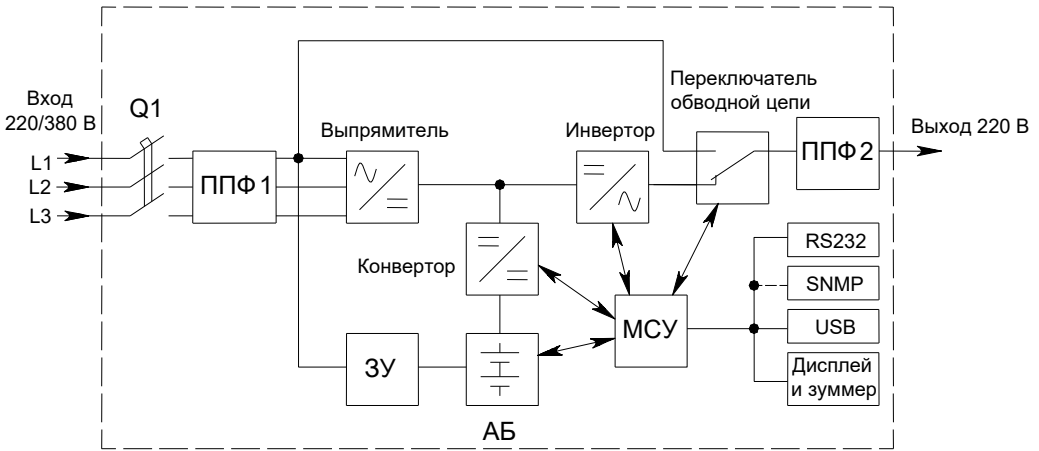 Переключатель
обводной цепи
Вход
220/380 В
Q1
Выпрямитель
Инвертор
Выход 220 В
L1
L2
L3
ППФ1
ППФ2
RS232
Конвертор
SNMP
МСУ
USB
ЗУ
Дисплей
и зуммер
АБ